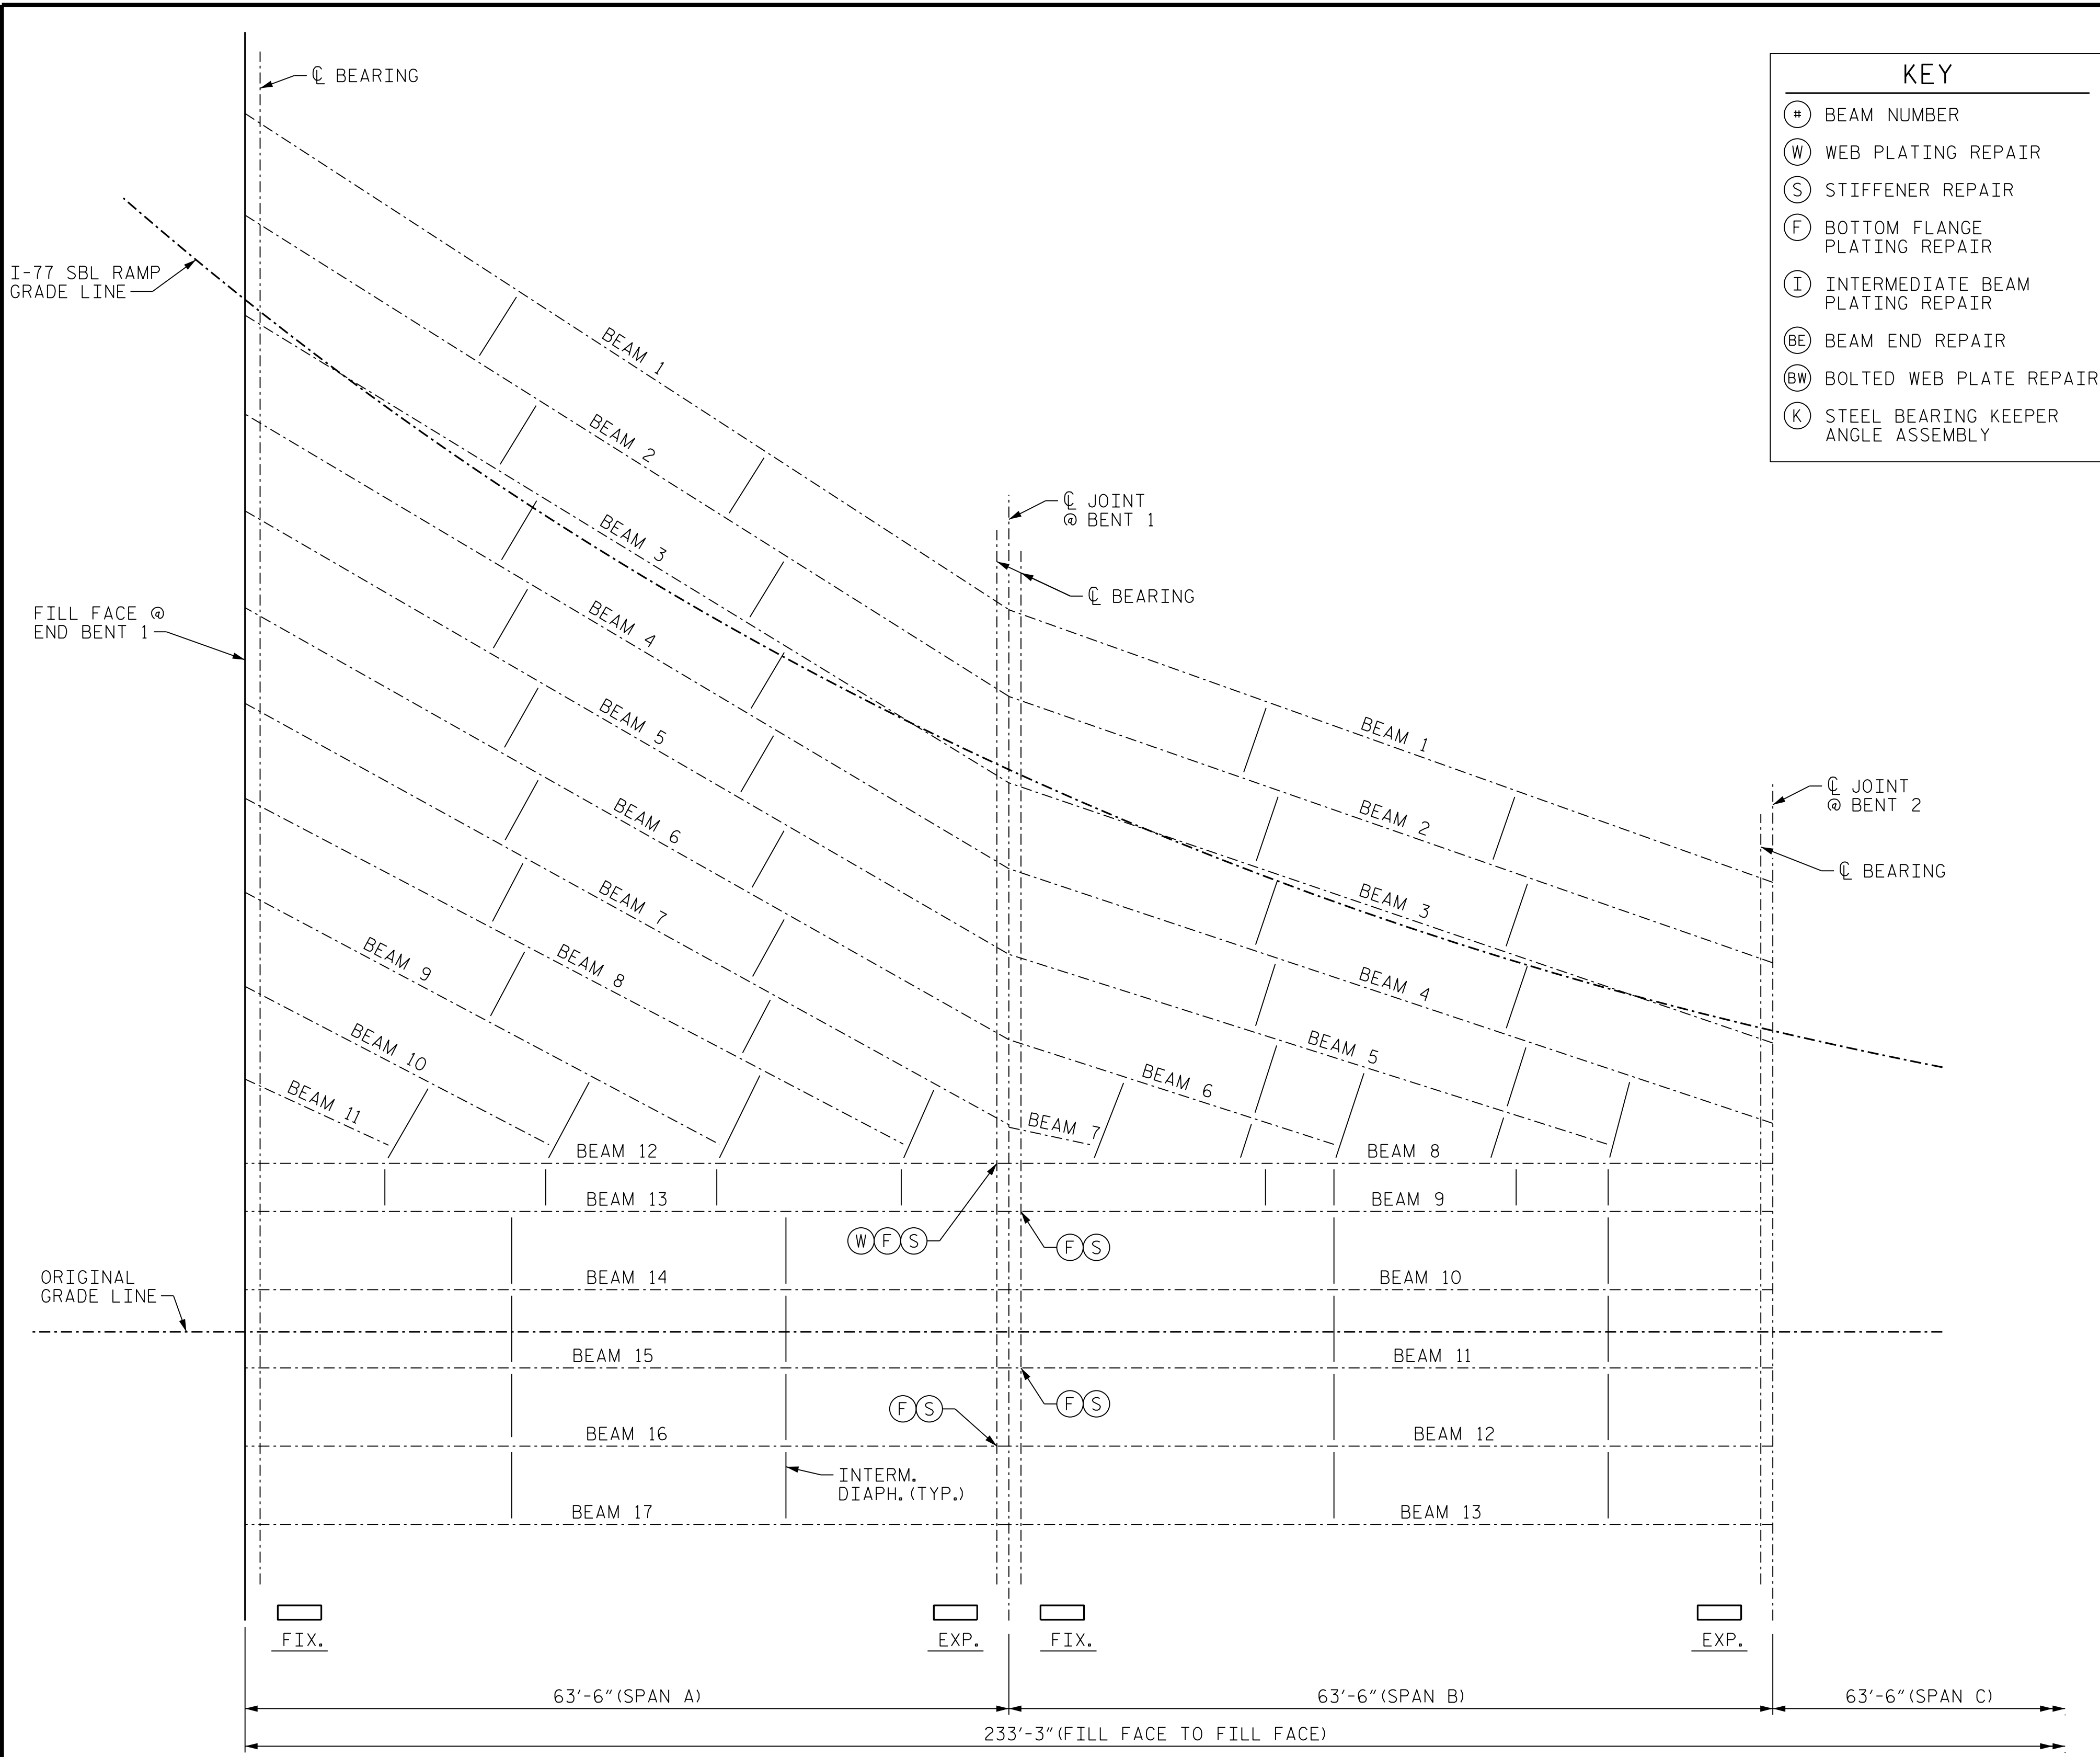 ℄ BEARING
KEY
# BEAM NUMBER
W WEB PLATING REPAIR
S STIFFENER REPAIR
F BOTTOM FLANGE
PLATING REPAIR
I INTERMEDIATE BEAM
PLATING REPAIR
BE BEAM END REPAIR
BW BOLTED WEB PLATE REPAIR
K STEEL BEARING KEEPER
ANGLE ASSEMBLY
I-77 SBL RAMP
GRADE LINE
BEAM 1
BEAM 2
BEAM 3
BEAM 4
BEAM 5
BEAM 6
BEAM 7
BEAM 8
BEAM 9
BEAM 10
BEAM 11
FILL FACE @
END BENT 1
℄ JOINT
@ BENT 1
℄ BEARING
BEAM 1
BEAM 2
BEAM 3
BEAM 4
BEAM 5
BEAM 6
BEAM 7
℄ JOINT
@ BENT 2
℄ BEARING
BEAM 12
BEAM 8
BEAM 13
BEAM 9
W F S
F S
ORIGINAL
GRADE LINE
BEAM 14
BEAM 10
BEAM 15
BEAM 11
F S
F S
BEAM 16
BEAM 12
INTERM.
DIAPH. (TYP.)
BEAM 17
BEAM 13
FIX.
EXP.
FIX.
EXP.
63'-6" (SPAN A)
63'-6" (SPAN B)
63'-6" (SPAN C)
233'-3" (FILL FACE TO FILL FACE)